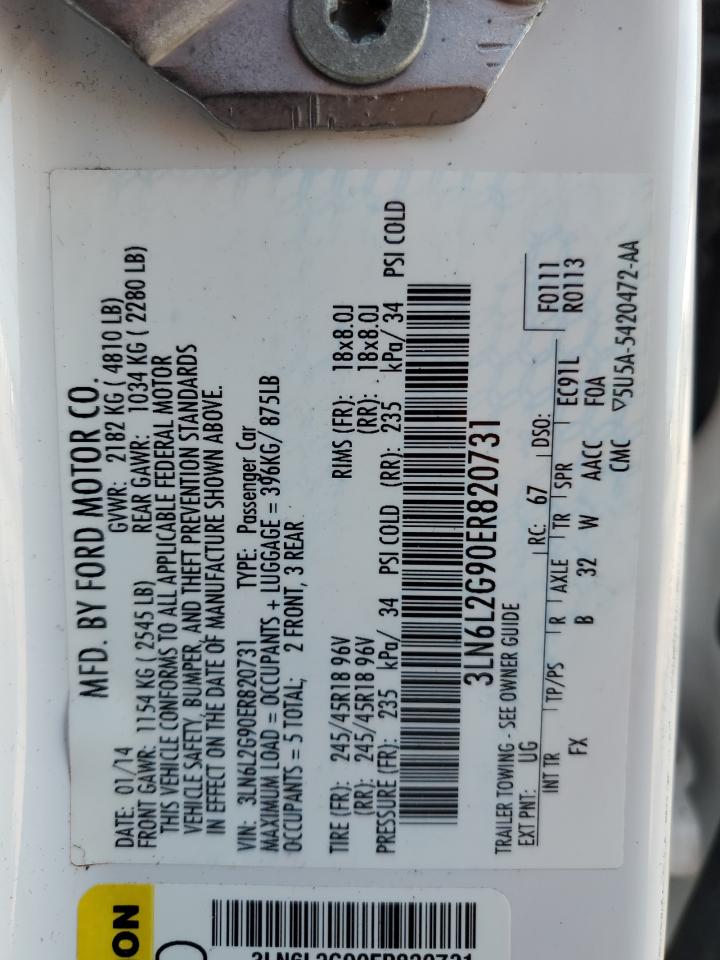 MFD. BY FORD MOTOR CO.
DATE: 01/14 GVWR: 2182 KG ( 4810 LB)
FRONT GAWR: 1154 KG ( 2545 LB) REAR GAWR: 1034 KG ( 2280 LB)
THIS VEHICLE CONFORMS TO ALL APPLICABLE FEDERAL MOTOR
VEHICLE SAFETY, BUMPER, AND THEFT PREVENTION STANDARDS
IN EFFECT ON THE DATE OF MANUFACTURE SHOWN ABOVE.
VIN: 3LN6L2G90ER820731 TYPE: Passenger Car
MAXIMUM LOAD = OCCUPANTS + LUGGAGE = 396KG/ 875LB
OCCUPANTS = 5 TOTAL; 2 FRONT, 3 REAR
TIRE (FR): 245/45R18 96V RIMS (FR): 18x8.0J
(RR): 245/45R18 96V (RR): 18x8.0J
PRESSURE (FR): 235 kPa/ 34 PSI COLD (RR): 235 kPa/ 34 PSI COLD
3LN6L2G90ER820731
TRAILER TOWING - SEE OWNER GUIDE F0111
EXT PNT: UG RC: 67 DSO: R0113
INT TR TP/PS R AXLE TR SPR EC91L
FX B 32 W AACC F0A
CMC ▽5U5A-5420472-AA
ON
3LN6L2G90ER820731